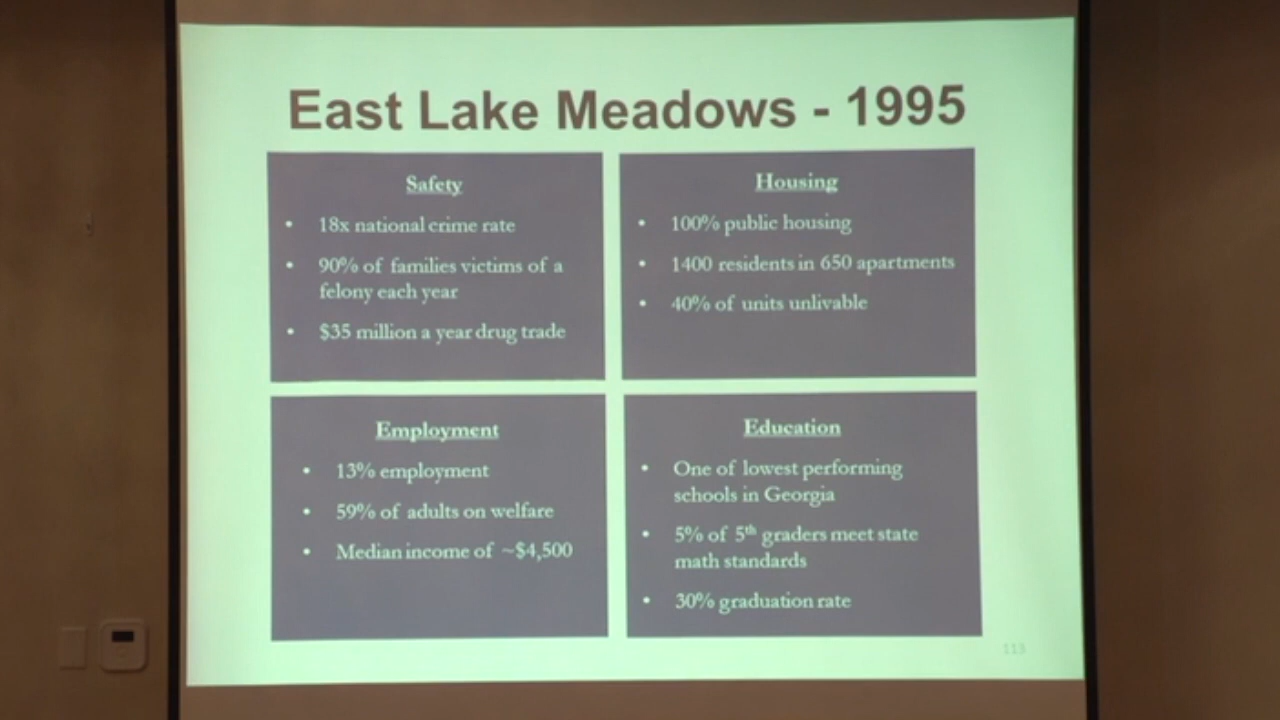 East Lake Meadows - 1995
Safety
• 18x national crime rate
• 90% of families victims of a
felony each year
• $35 million a year drug trade
Housing
• 100% public housing
• 1400 residents in 650 apartments
• 40% of units unlivable
Employment
• 13% employment
• 59% of adults on welfare
• Median income of ~$4,500
Education
• One of lowest performing
schools in Georgia
• 5% of 5th graders meet state
math standards
• 30% graduation rate
113